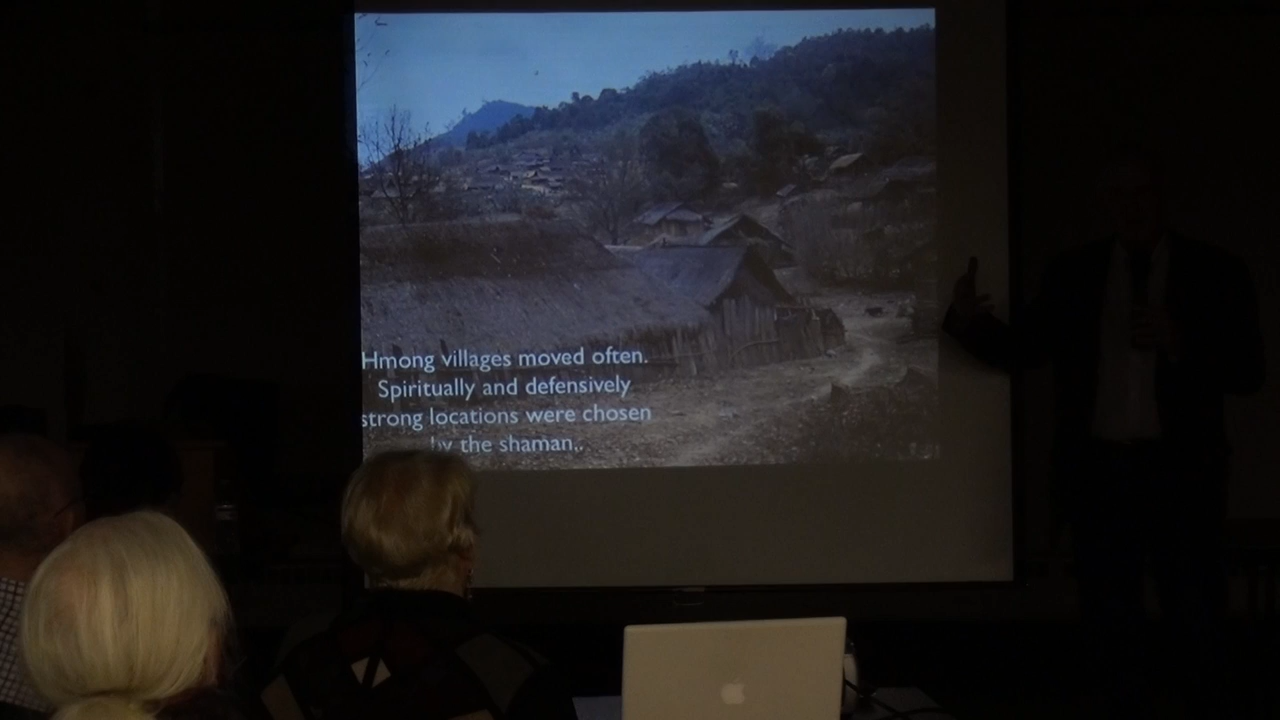 Hmong villages moved often.
Spiritually and defensively
strong locations were chosen
by the shaman,.